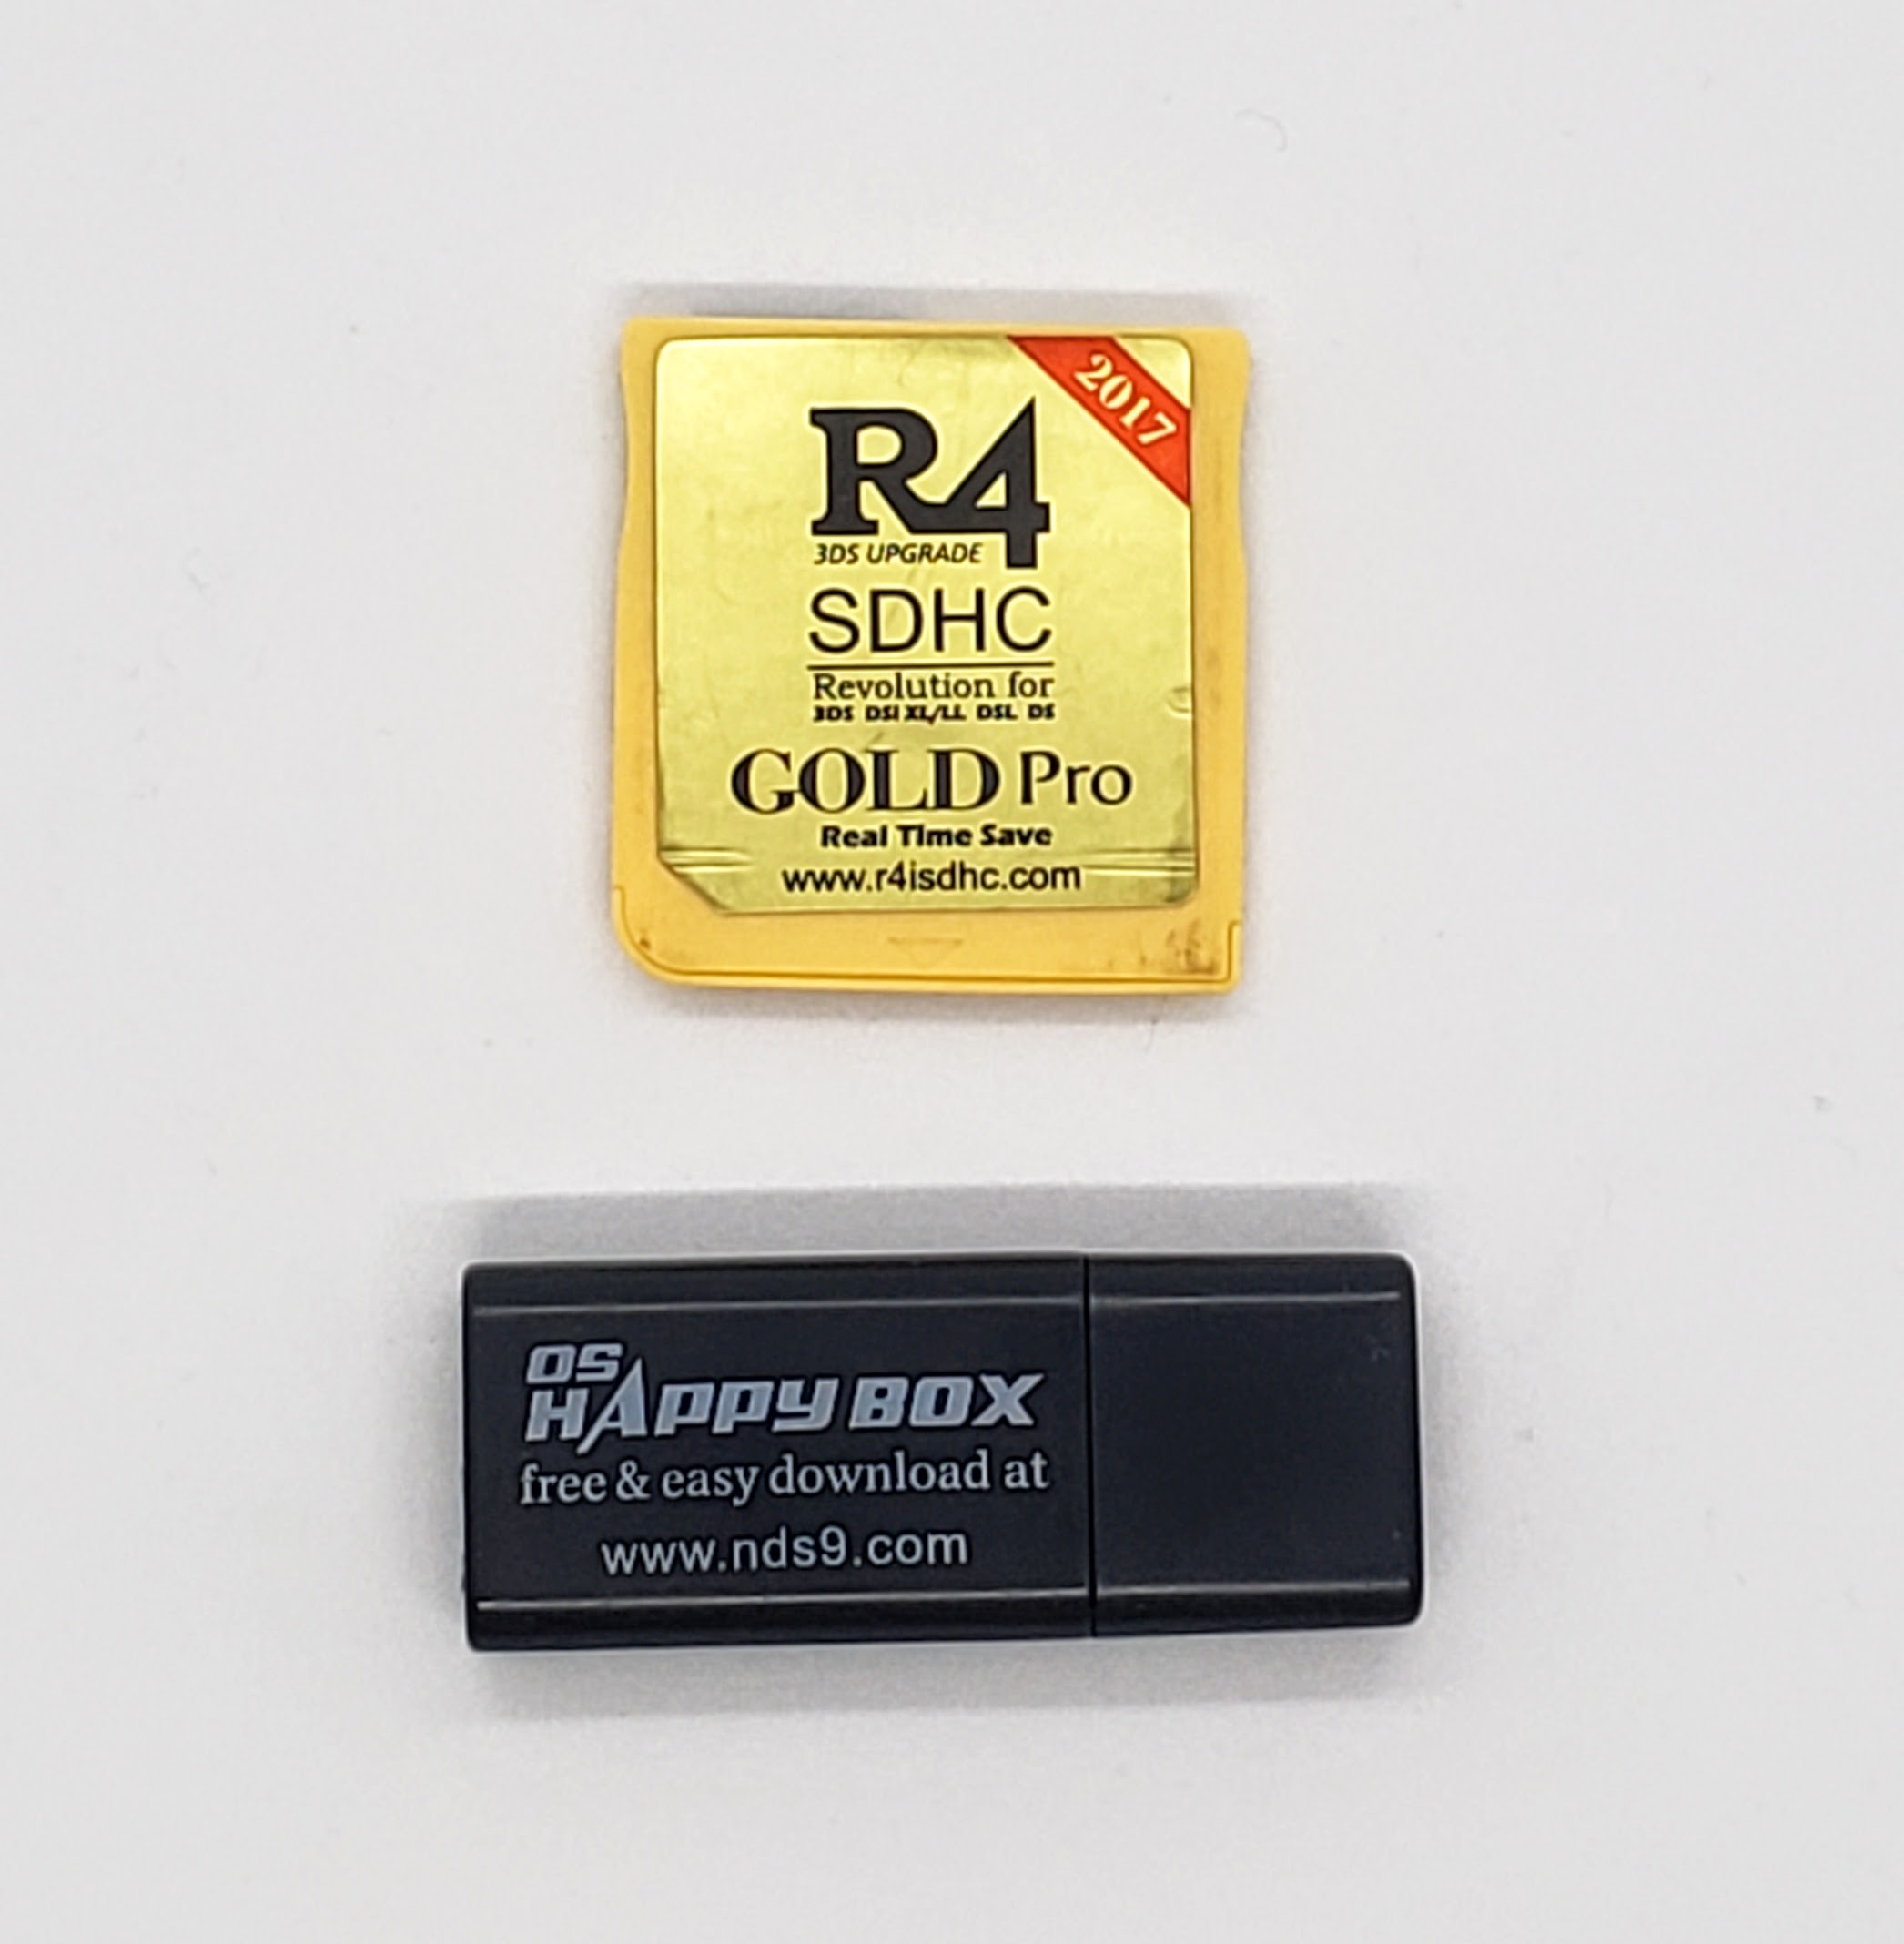 2017
R4
3DS UPGRADE
SDHC
Revolution for
3DS DSI XL/LL DSL DS
GOLD Pro
Real Time Save
www.r4isdhc.com
OS
HAPPY BOX
free & easy download at
www.nds9.com